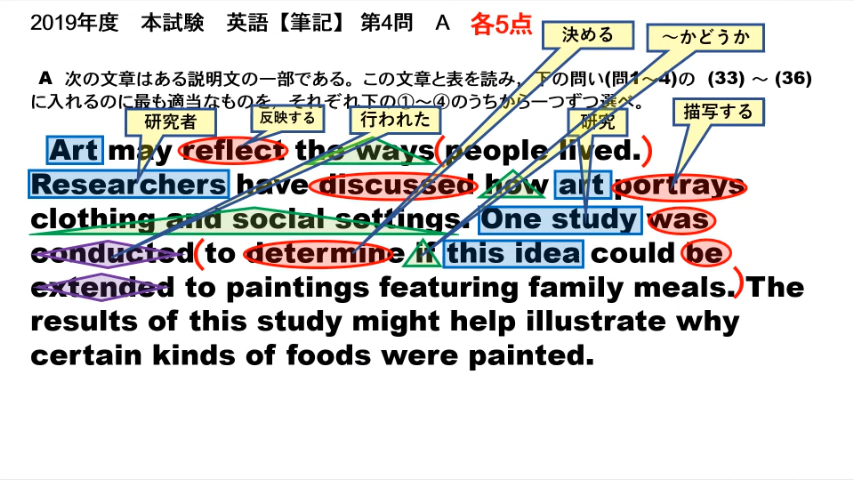 2019年度 本試験 英語【筆記】 第4問 A 各5点
決める
～かどうか
A 次の文章はある説明文の一部である。この文章と表を読み，下の問い(問1～4)の (33) ～ (36)
に入れるのに最も適当なものを，それぞれ下の①～④のうちから一つずつ選べ。
研究者
反映する
行われた
研究
描写する
Art may reflect the ways(people lived.)
Researchers have discussed how art portrays
clothing and social settings. One study was
conducted (to determine if this idea could be
extended to paintings featuring family meals.) The
results of this study might help illustrate why
certain kinds of foods were painted.